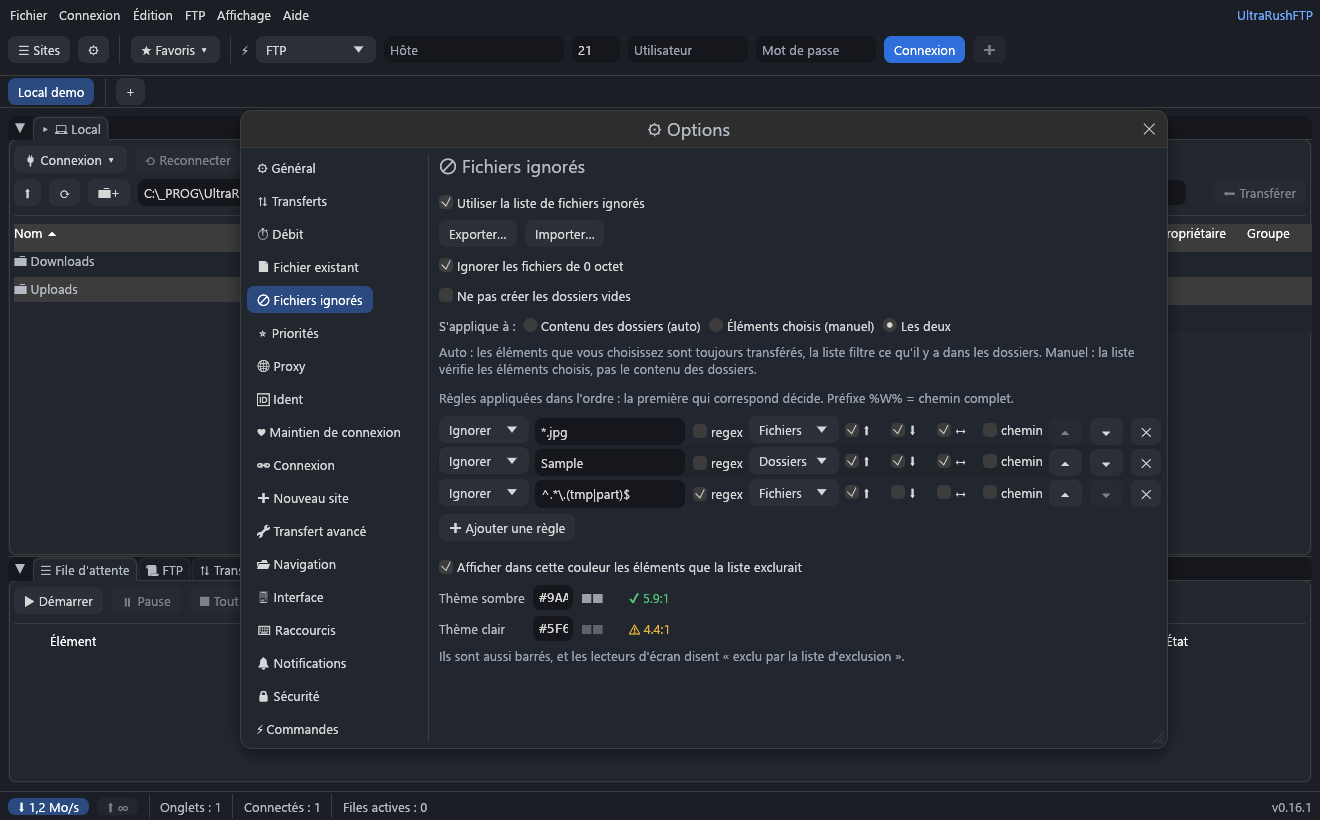 Fichier Connexion Édition FTP Affichage Aide UltraRushFTP
Sites Favoris FTP Hôte 21 Utilisateur Mot de passe Connexion +
Local demo +
Local
Options
Connexion Reconnecter
C:\_PROG\UltraR
Transférer
Nom
ropriétaire Groupe
Downloads
Uploads
Général
Transferts
Débit
Fichier existant
Fichiers ignorés
Priorités
Proxy
Ident
Maintien de connexion
Connexion
Nouveau site
Transfert avancé
Navigation
Interface
Raccourcis
Notifications
Sécurité
Commandes
Fichiers ignorés
Utiliser la liste de fichiers ignorés
Exporter... Importer...
Ignorer les fichiers de 0 octet
Ne pas créer les dossiers vides
S'applique à : Contenu des dossiers (auto) Éléments choisis (manuel) Les deux
Auto : les éléments que vous choisissez sont toujours transférés, la liste filtre ce qu'il y a dans les dossiers. Manuel : la liste
vérifie les éléments choisis, pas le contenu des dossiers.
Règles appliquées dans l'ordre : la première qui correspond décide. Préfixe %W% = chemin complet.
Ignorer *.jpg regex Fichiers chemin
Ignorer Sample regex Dossiers chemin
Ignorer ^.*\.(tmp|part)$ regex Fichiers chemin
Ajouter une règle
Afficher dans cette couleur les éléments que la liste exclurait
Thème sombre #9AA 5.9:1
Thème clair #5F6 4.4:1
Ils sont aussi barrés, et les lecteurs d'écran disent « exclu par la liste d'exclusion ».
File d'attente FTP Trans
Démarrer Pause Tout
Élément
État
1,2 Mo/s ∞ Onglets : 1 Connectés : 1 Files actives : 0 v0.16.1